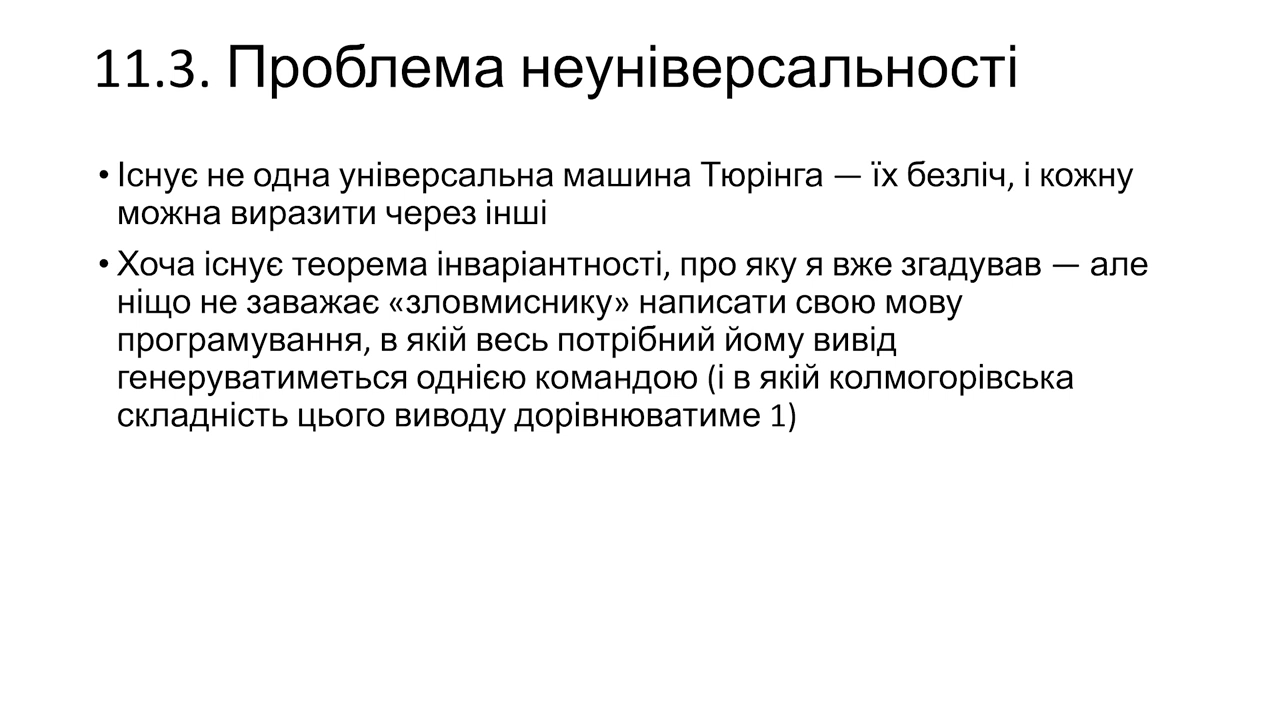 11.3. Проблема неуніверсальності
• Існує не одна універсальна машина Тюрінга — їх безліч, і кожну
можна виразити через інші
• Хоча існує теорема інваріантності, про яку я вже згадував — але
ніщо не заважає «зловмиснику» написати свою мову
програмування, в якій весь потрібний йому вивід
генеруватиметься однією командою (і в якій колмогорівська
складність цього виводу дорівнюватиме 1)